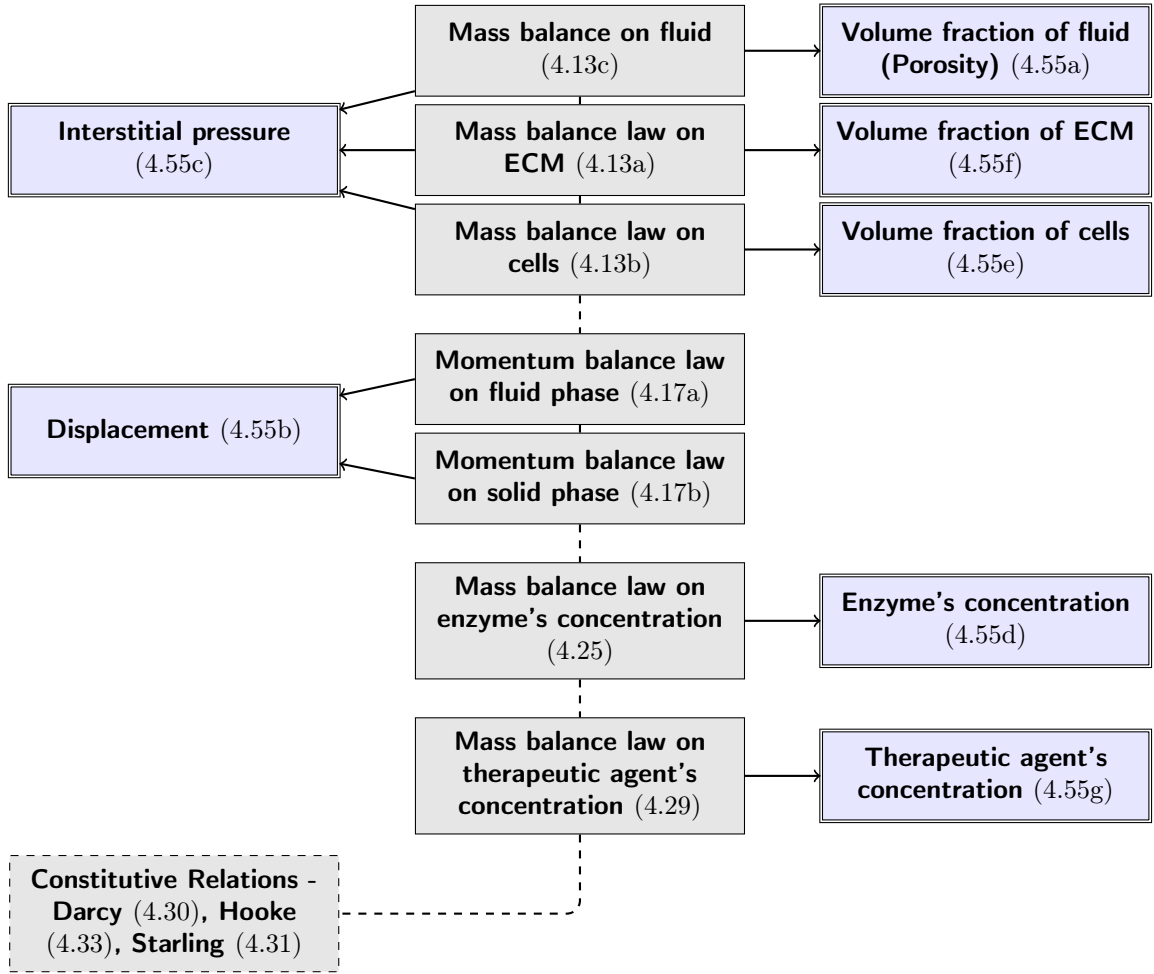 Mass balance on fluid
(4.13c)
Volume fraction of fluid
(Porosity) (4.55a)
Interstitial pressure
(4.55c)
Mass balance law on
ECM (4.13a)
Volume fraction of ECM
(4.55f)
Mass balance law on
cells (4.13b)
Volume fraction of cells
(4.55e)
Momentum balance law
on fluid phase (4.17a)
Displacement (4.55b)
Momentum balance law
on solid phase (4.17b)
Mass balance law on
enzyme's concentration
(4.25)
Enzyme's concentration
(4.55d)
Mass balance law on
therapeutic agent's
concentration (4.29)
Therapeutic agent's
concentration (4.55g)
Constitutive Relations -
Darcy (4.30), Hooke
(4.33), Starling (4.31)